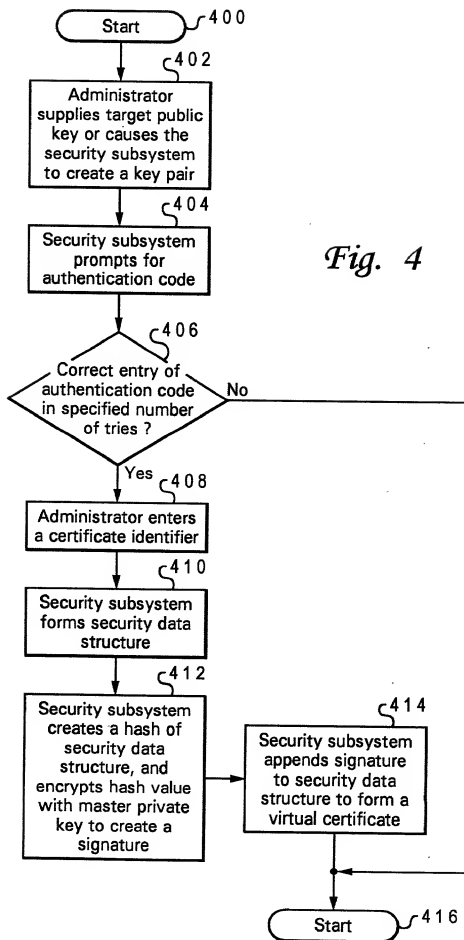 Start
400
402
Administrator
supplies target public
key or causes the
security subsystem
to create a key pair
404
Security subsystem
prompts for
authentication code
Fig. 4
406
Correct entry of
authentication code
in specified number
of tries ?
No
Yes
408
Administrator enters
a certificate identifier
410
Security subsystem
forms security data
structure
412
Security subsystem
creates a hash of
security data
structure, and
encrypts hash value
with master private
key to create a
signature
414
Security subsystem
appends signature
to security data
structure to form a
virtual certificate
Start
416